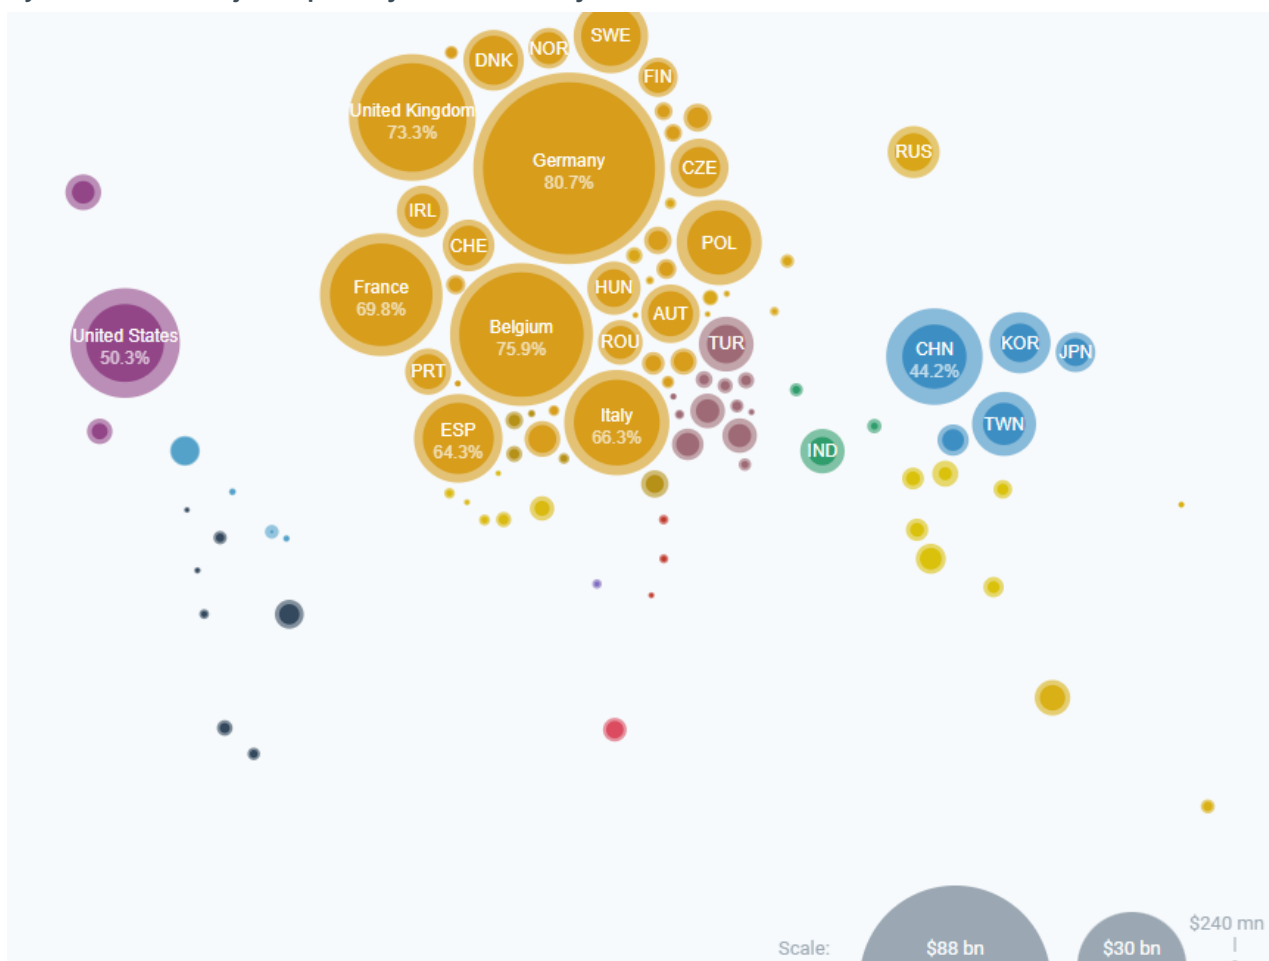 SWE
NOR
DNK
FIN
United Kingdom
73.3%
Germany
80.7%
CZE
RUS
IRL
CHE
POL
France
69.8%
HUN
AUT
Belgium
75.9%
ROU
TUR
United States
50.3%
CHN
44.2%
KOR
JPN
PRT
Italy
66.3%
ESP
64.3%
TWN
IND
$240 mn
Scale:
$88 bn
$30 bn